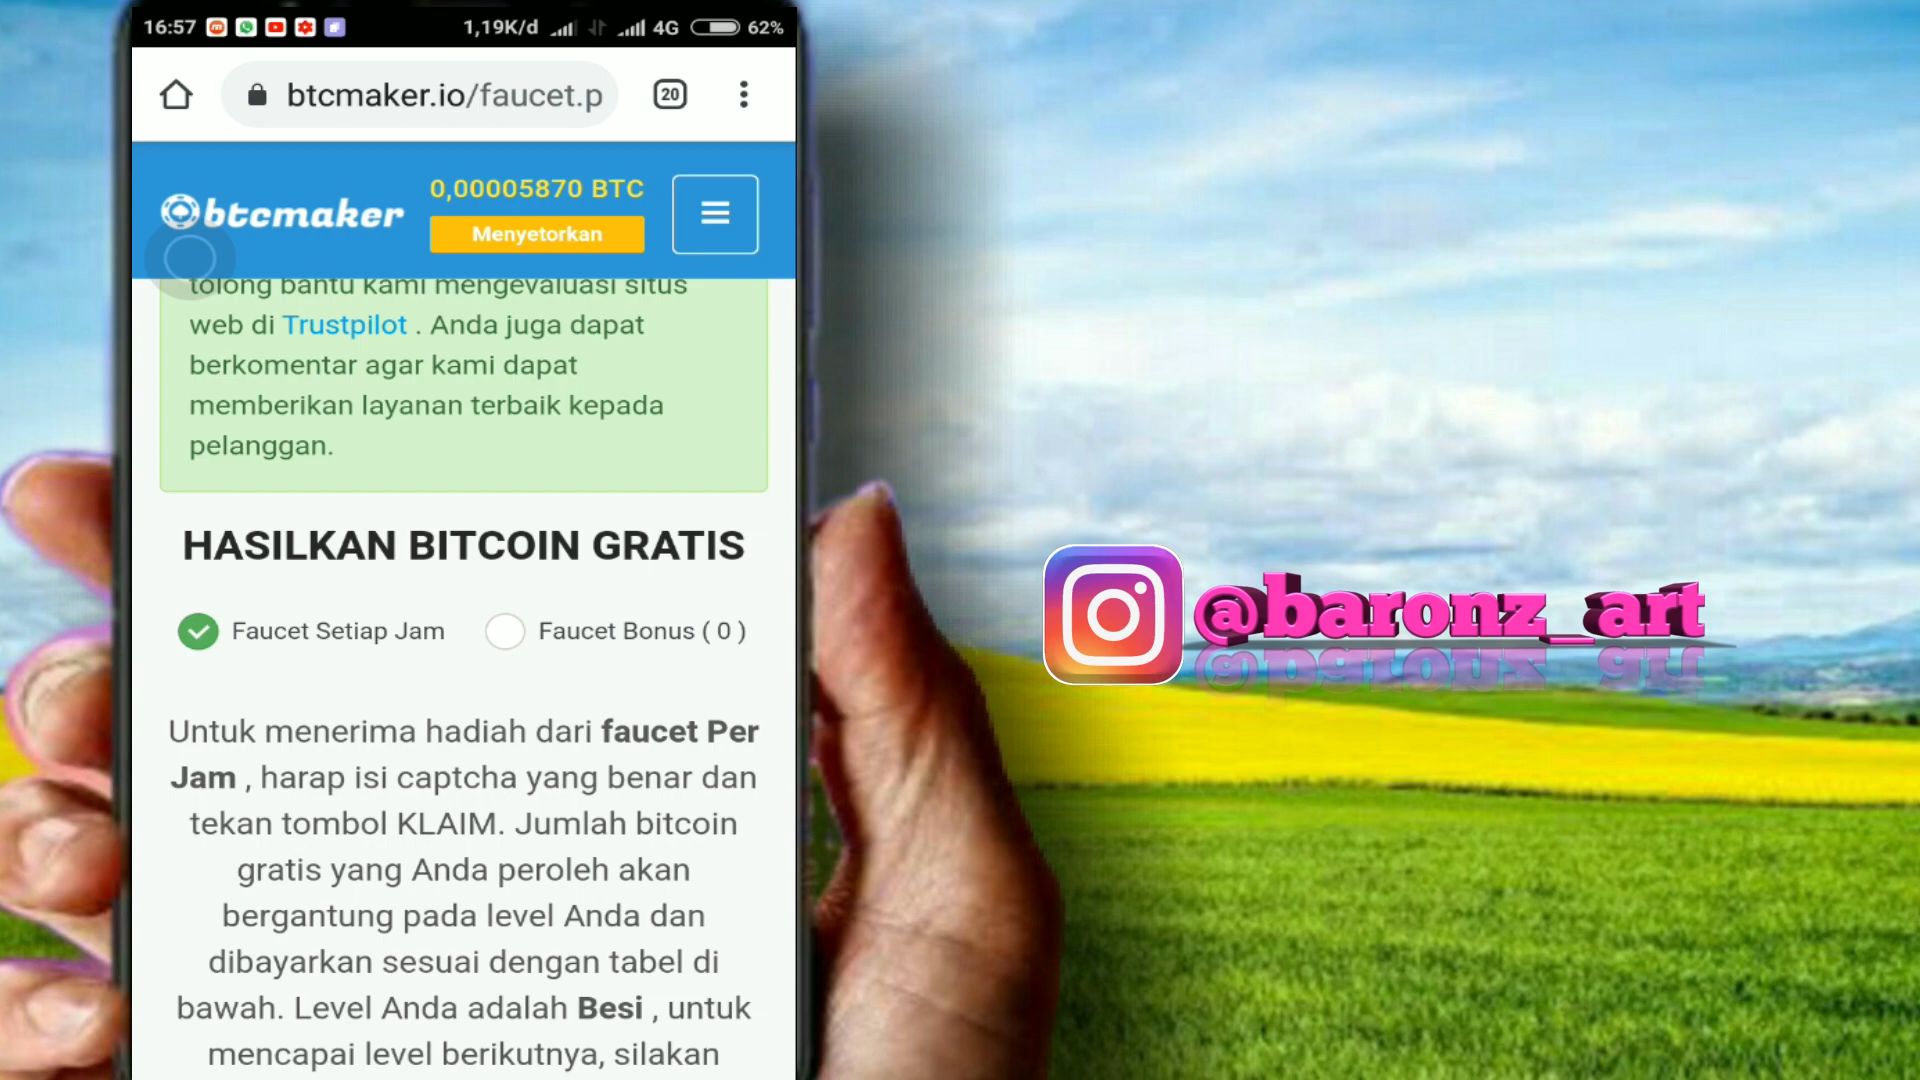 16:57 1,19K/d 4G 62%
btcmaker.io/faucet.p 20
btcmaker
0,00005870 BTC
Menyetorkan
tolong bantu kami mengevaluasi situs
web di Trustpilot . Anda juga dapat
berkomentar agar kami dapat
memberikan layanan terbaik kepada
pelanggan.
HASILKAN BITCOIN GRATIS
Faucet Setiap Jam Faucet Bonus ( 0 )
Untuk menerima hadiah dari faucet Per
Jam , harap isi captcha yang benar dan
tekan tombol KLAIM. Jumlah bitcoin
gratis yang Anda peroleh akan
bergantung pada level Anda dan
dibayarkan sesuai dengan tabel di
bawah. Level Anda adalah Besi , untuk
mencapai level berikutnya, silakan
@baronz_art